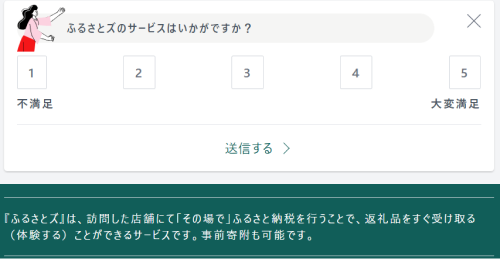 ふるさとズのサービスはいかがですか？
1
2
3
4
5
不満足
大変満足
送信する
『ふるさとズ』は、訪問した店舗にて「その場で」ふるさと納税を行うことで、返礼品をすぐ受け取る
（体験する）ことができるサービスです。事前寄附も可能です。